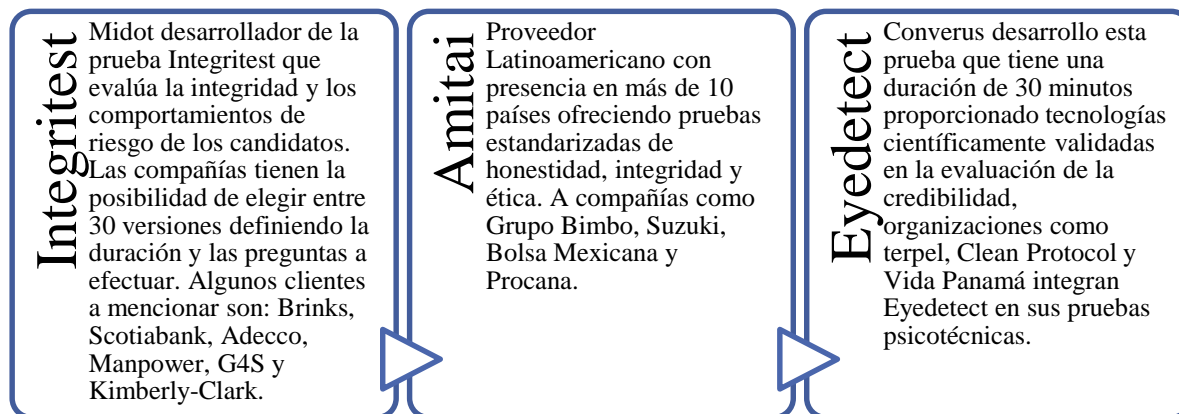 Integritest
Midot desarrollador de la
prueba Integritest que
evalúa la integridad y los
comportamientos de
riesgo de los candidatos.
Las compañías tienen la
posibilidad de elegir entre
30 versiones definiendo la
duración y las preguntas a
efectuar. Algunos clientes
a mencionar son: Brinks,
Scotiabank, Adecco,
Manpower, G4S y
Kimberly-Clark.
Amitai
Proveedor
Latinoamericano con
presencia en más de 10
países ofreciendo pruebas
estandarizadas de
honestidad, integridad y
ética. A compañías como
Grupo Bimbo, Suzuki,
Bolsa Mexicana y
Procana.
Eyedetect
Converus desarrollo esta
prueba que tiene una
duración de 30 minutos
proporcionado tecnologías
científicamente validadas
en la evaluación de la
credibilidad,
organizaciones como
terpel, Clean Protocol y
Vida Panamá integran
Eyedetect en sus pruebas
psicotécnicas.